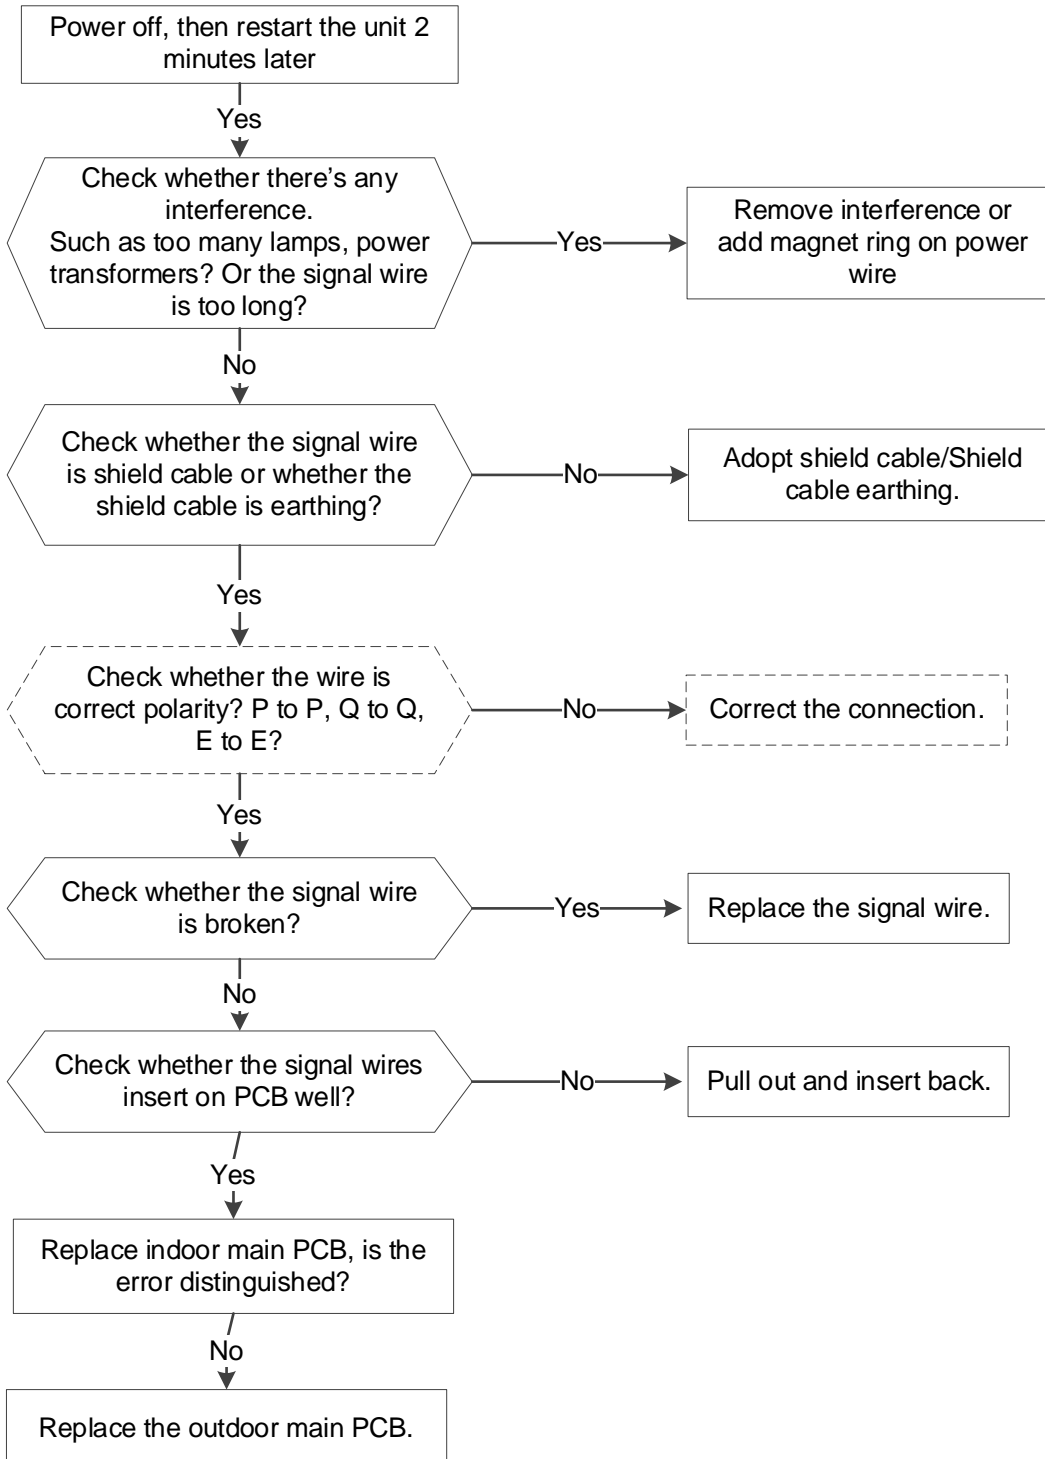 Power off, then restart the unit 2
minutes later
Yes
Check whether there's any
interference.
Such as too many lamps, power
transformers? Or the signal wire
is too long?
Yes
Remove interference or
add magnet ring on power
wire
No
Check whether the signal wire
is shield cable or whether the
shield cable is earthing?
No
Adopt shield cable/Shield
cable earthing.
Yes
Check whether the wire is
correct polarity? P to P, Q to Q,
E to E?
No
Correct the connection.
Yes
Check whether the signal wire
is broken?
Yes
Replace the signal wire.
No
Check whether the signal wires
insert on PCB well?
No
Pull out and insert back.
Yes
Replace indoor main PCB, is the
error distinguished?
No
Replace the outdoor main PCB.